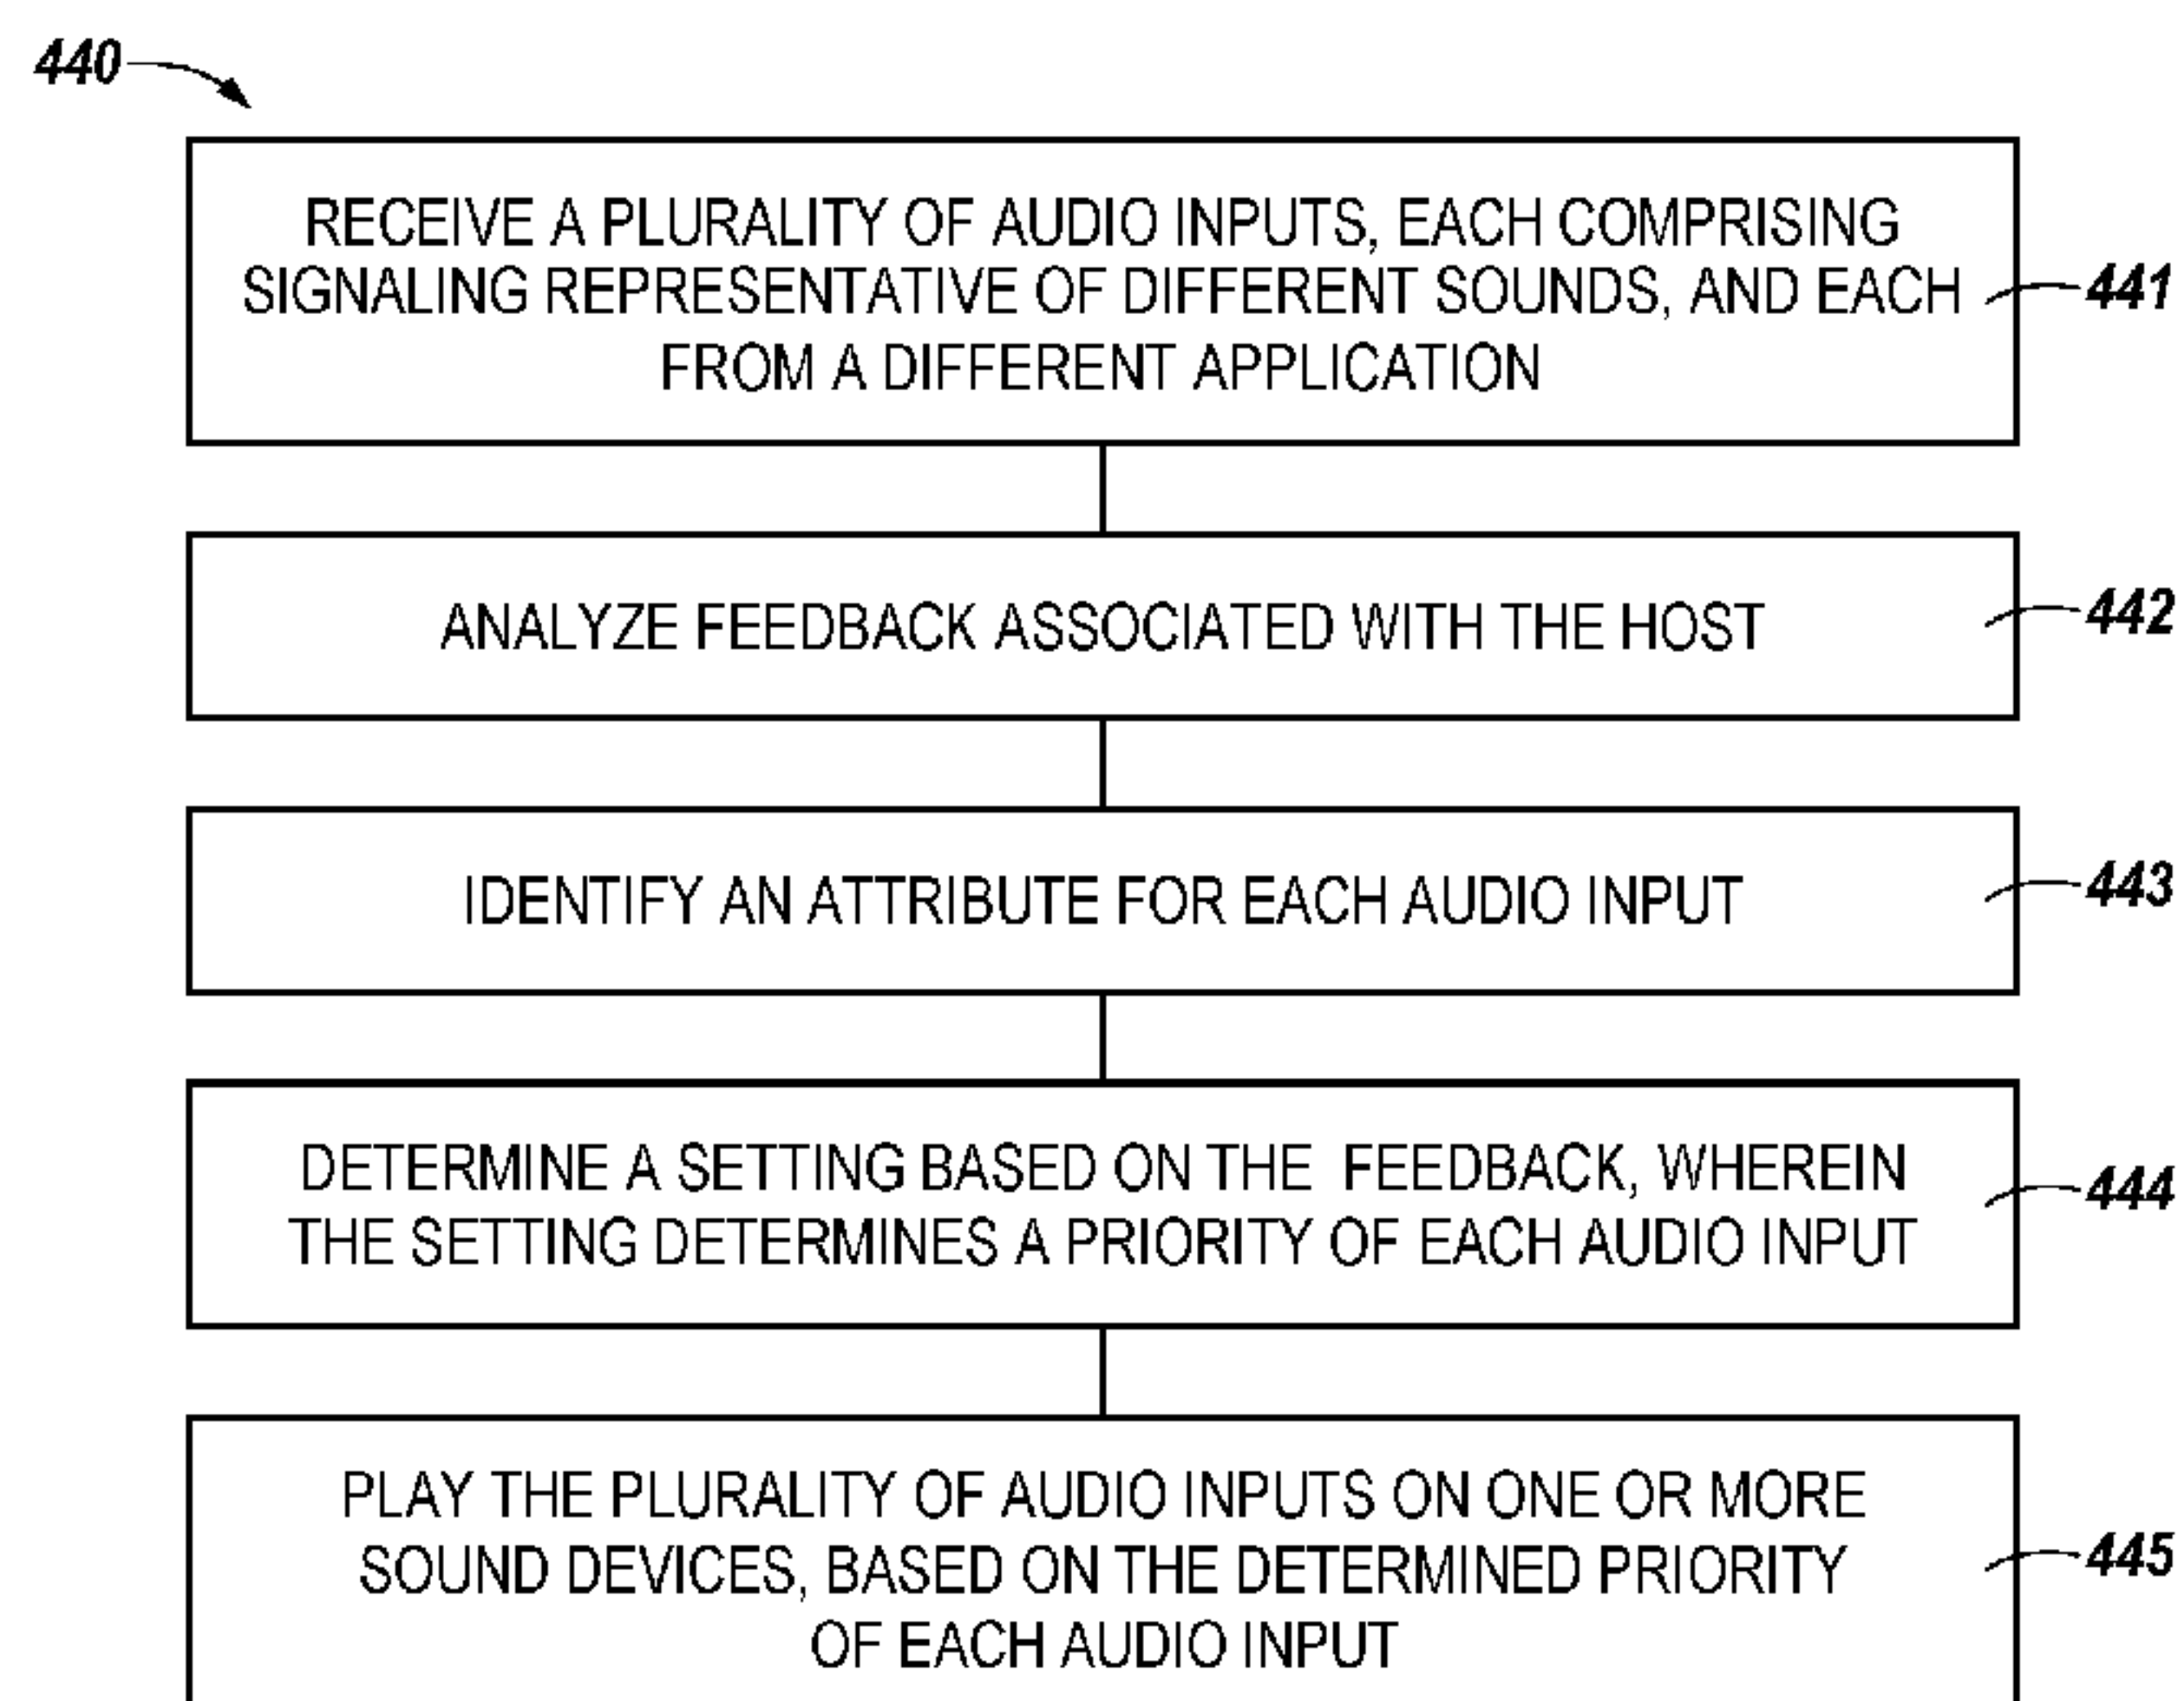 440
RECEIVE A PLURALITY OF AUDIO INPUTS, EACH COMPRISING
SIGNALING REPRESENTATIVE OF DIFFERENT SOUNDS, AND EACH
FROM A DIFFERENT APPLICATION
441
ANALYZE FEEDBACK ASSOCIATED WITH THE HOST
442
IDENTIFY AN ATTRIBUTE FOR EACH AUDIO INPUT
443
DETERMINE A SETTING BASED ON THE FEEDBACK, WHEREIN
THE SETTING DETERMINES A PRIORITY OF EACH AUDIO INPUT
444
PLAY THE PLURALITY OF AUDIO INPUTS ON ONE OR MORE
SOUND DEVICES, BASED ON THE DETERMINED PRIORITY
OF EACH AUDIO INPUT
445